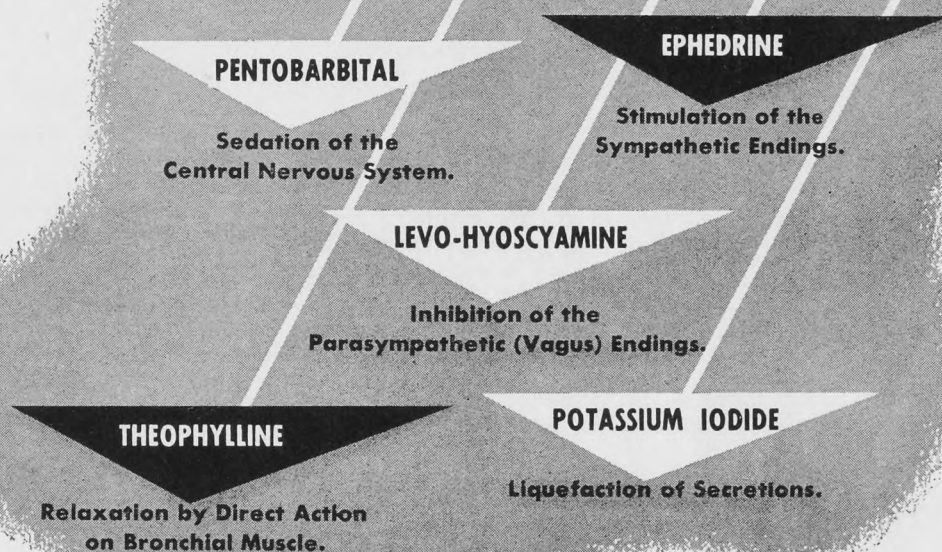 PENTOBARBITAL
Sedation of the
Central Nervous System.
EPHEDRINE
Stimulation of the
Sympathetic Endings.
LEVO-HYOSCYAMINE
Inhibition of the
Parasympathetic (Vagus) Endings.
THEOPHYLLINE
Relaxation by Direct Action
on Bronchial Muscle.
POTASSIUM IODIDE
Liquefaction of Secretions.